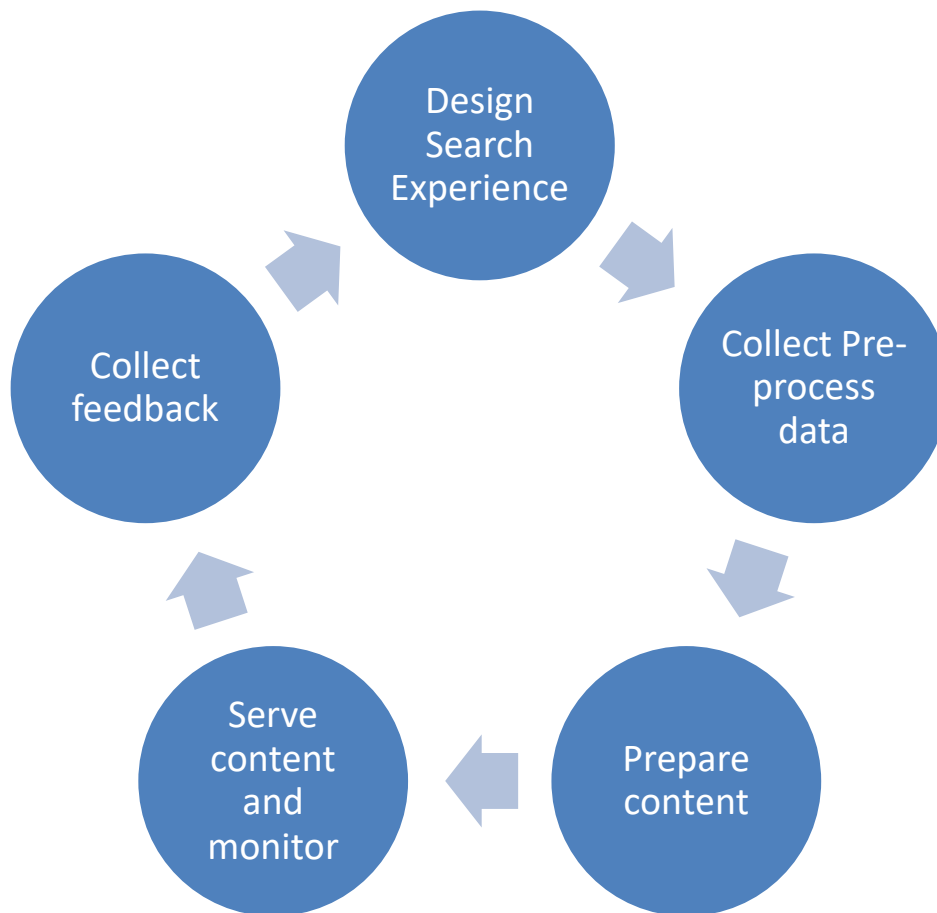 Design
Search
Experience
Collect Pre-
process
data
Prepare
content
Serve
content
and
monitor
Collect
feedback